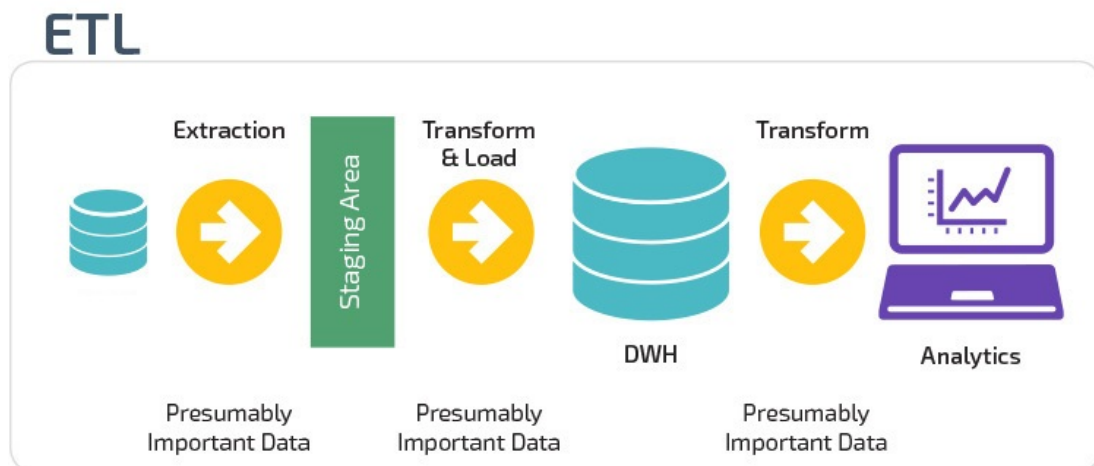 ETL
Extraction
Staging Area
Transform
& Load
Transform
DWH
Analytics
Presumably
Important Data
Presumably
Important Data
Presumably
Important Data